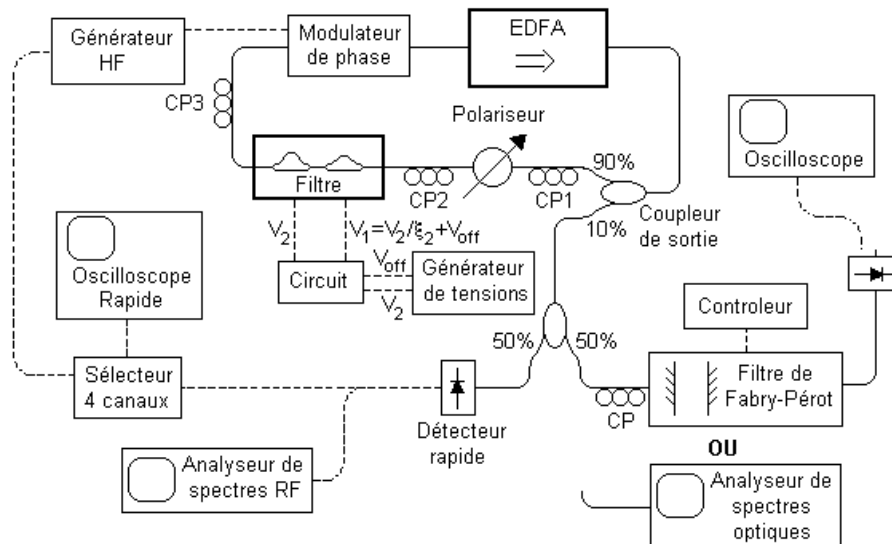 Générateur
HF
Modulateur
de phase
EDFA
CP3
Polariseur
Oscilloscope
90%
Filtre
CP2
CP1
10%
Coupleur
de sortie
V2
V1=V2/ξ2+Voff
Oscilloscope
Rapide
Circuit
Voff
V2
Générateur
de tensions
Controleur
50%
50%
Sélecteur
4 canaux
Filtre de
Fabry-Pérot
CP
Détecteur
rapide
OU
Analyseur de
spectres RF
Analyseur de
spectres
optiques